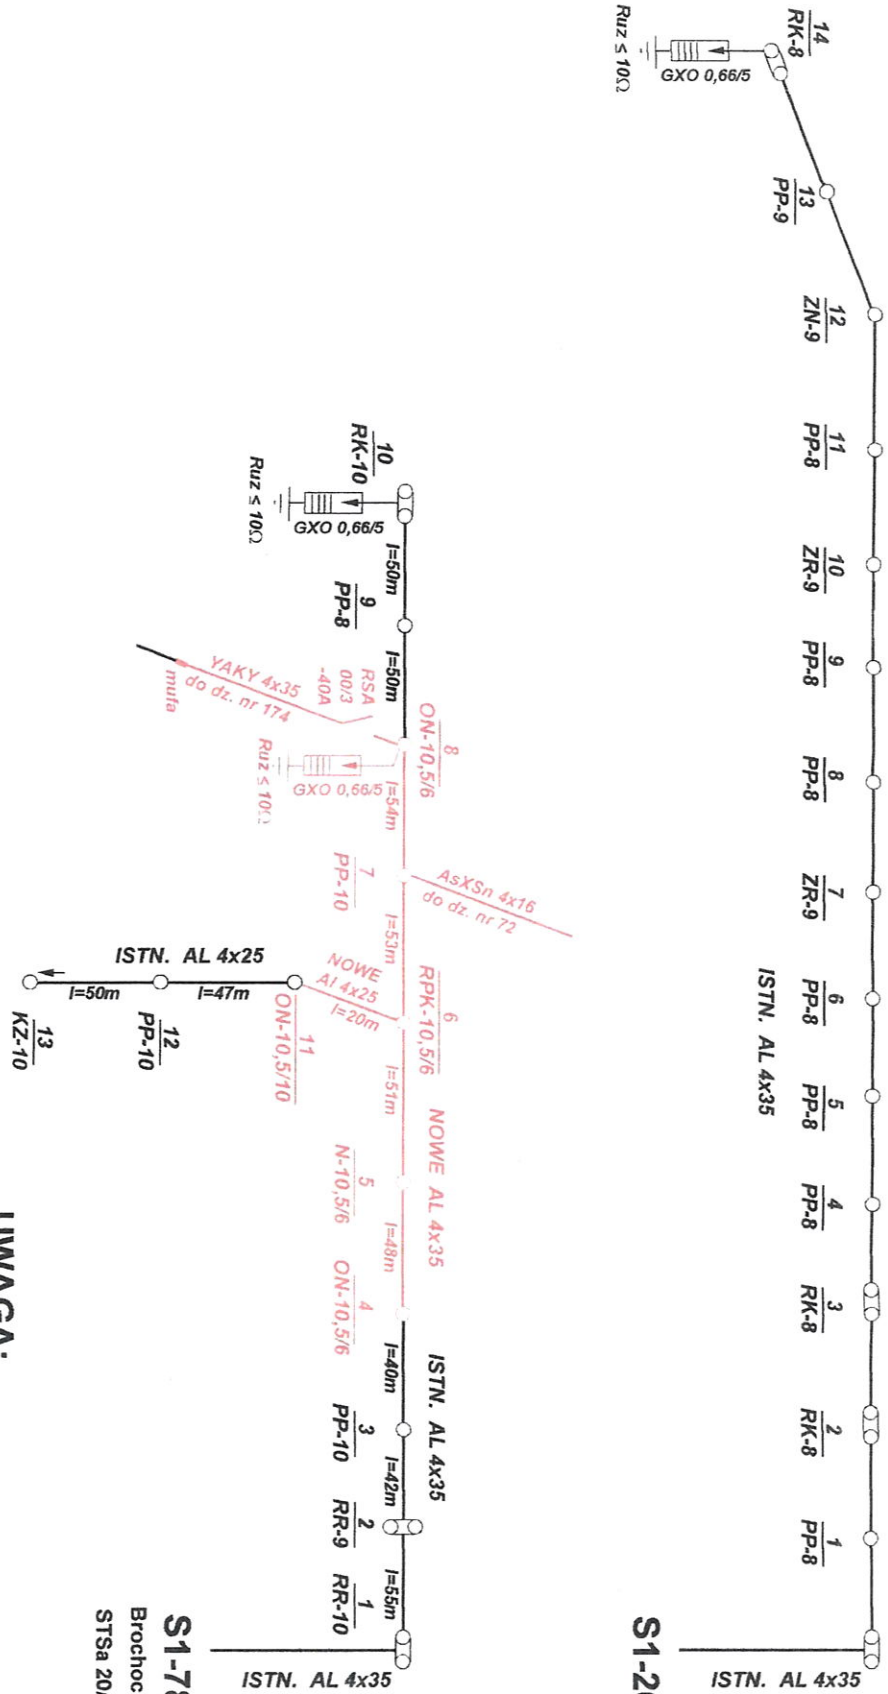 14
RK-8
GXO 0,66/5
Ruz ≤ 10Ω
13
PP-9
12
ZN-9
11
PP-8
10
ZR-9
9
PP-8
8
PP-8
7
ZR-9
6
PP-8
5
PP-8
4
PP-8
3
RK-8
2
RK-8
1
PP-8
ISTN. AL 4x35
ISTN. AL 4x35
10
RK-10
GXO 0,66/5
Ruz ≤ 10Ω
l=50m
9
PP-8
l=50m
RSA
00/3
-40A
YAKY 4x35
do dz. nr 174
mufa
8
ON-10,5/6
GXO 0,66/5
Ruz ≤ 10Ω
l=54m
7
PP-10
AsXSn 4x16
do dz. nr 72
l=53m
6
RPK-10,5/6
NOWE
Al 4x25
l=20m
11
ON-10,5/10
ISTN. AL 4x25
l=47m
12
PP-10
l=50m
13
KZ-10
l=51m
NOWE AL 4x35
5
N-10,5/6
l=48m
4
ON-10,5/6
ISTN. AL 4x35
l=40m
3
PP-10
l=42m
2
RR-9
l=55m
1
RR-10
ISTN. AL 4x35
UWAGA:
Brochoc
STSa 20